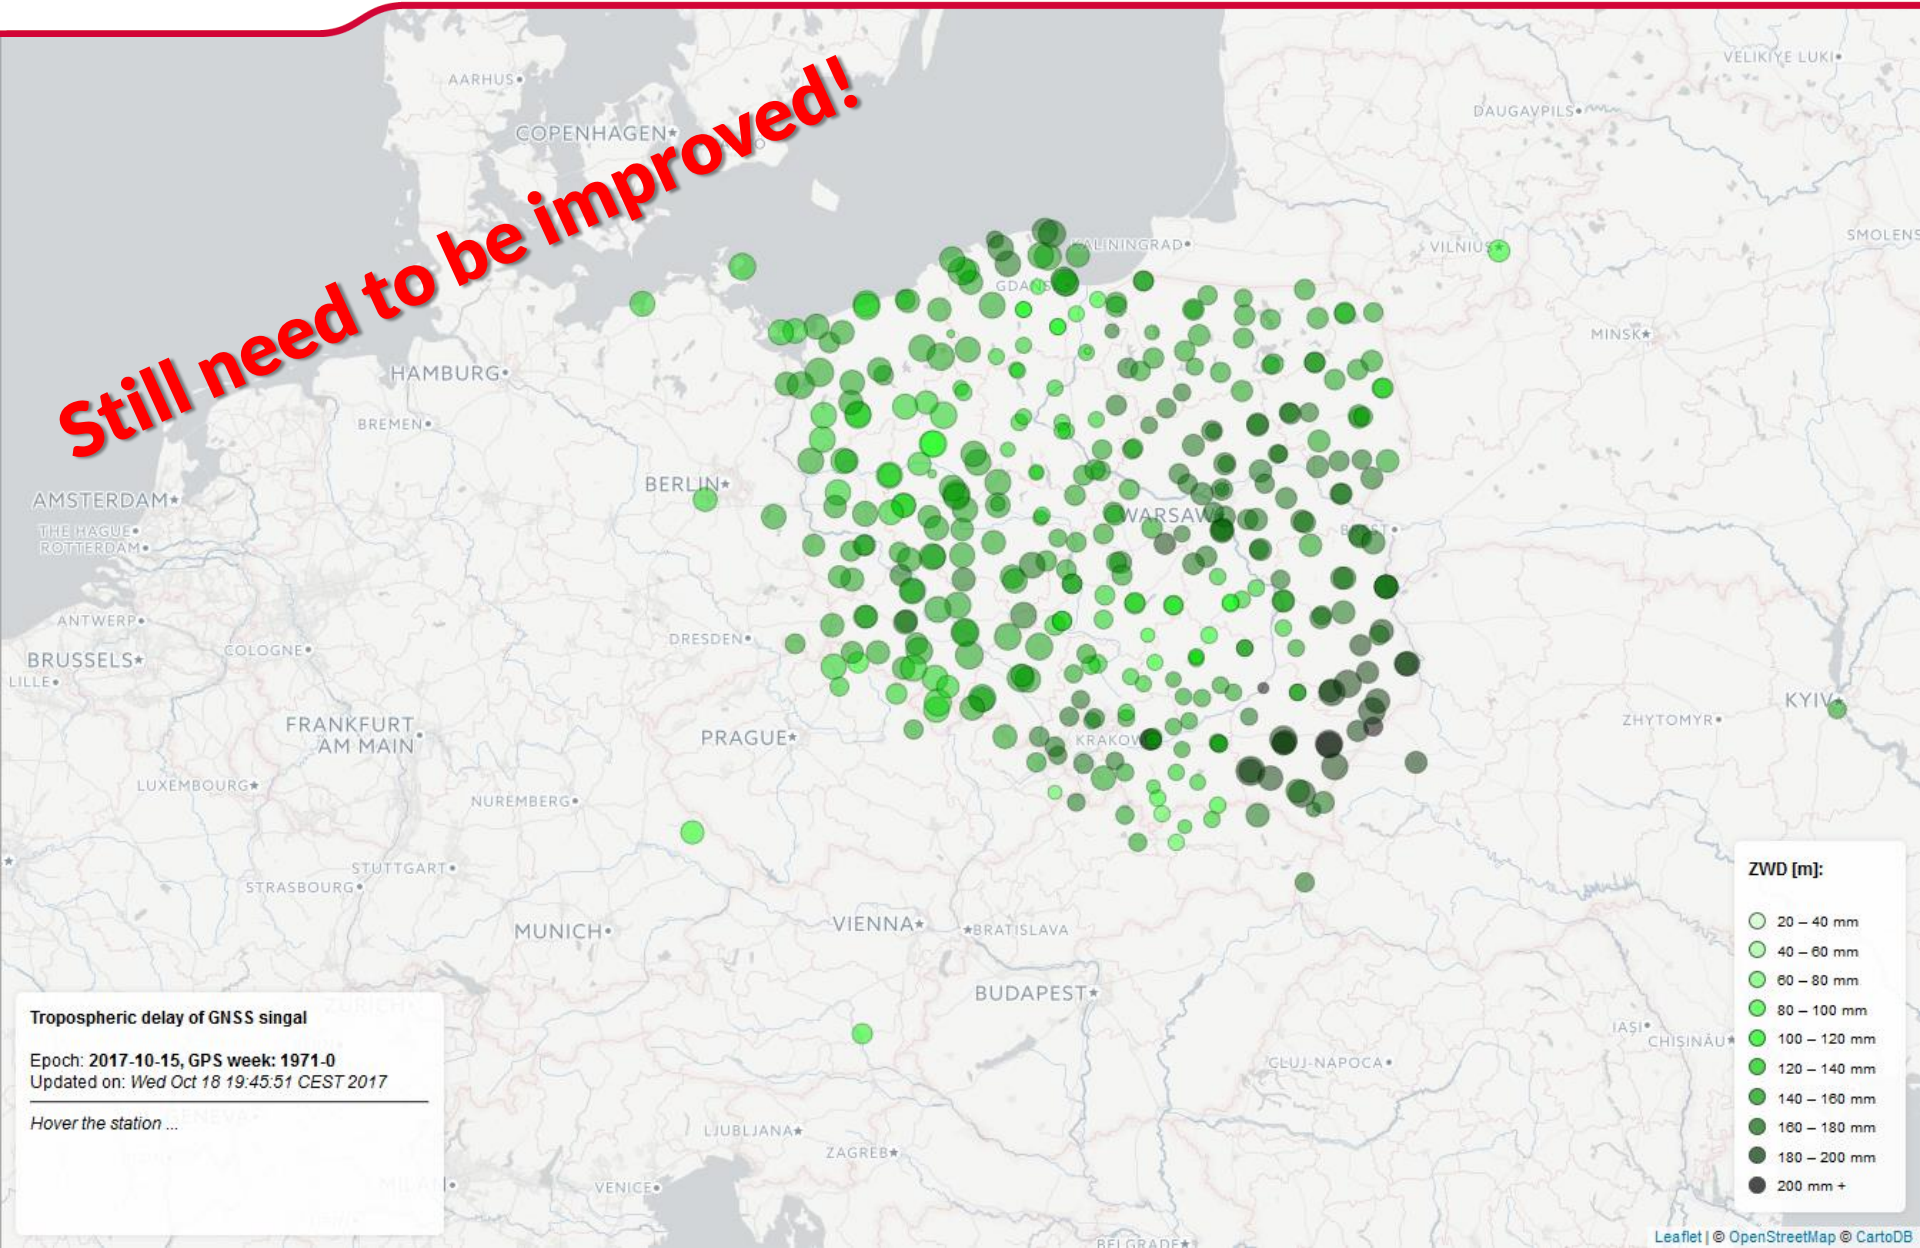 Still need to be improved!
AARHUS
VELIKIYE LUKI
DAUGAVPILS
COPENHAGEN
SMOLENS
KALININGRAD
VILNIUS
MINSK
HAMBURG
BREMEN
BERLIN
AMSTERDAM
THE HAGUE
ROTTERDAM
WARSAW
ANTWERP
DRESDEN
COLOGNE
BRUSSELS
LILLE
KYIV
ZHYTOMYR
FRANKFURT
AM MAIN
PRAGUE
KRAKOW
LUXEMBOURG
NUREMBERG
STUTTGART
STRASBOURG
VIENNA
BRATISLAVA
MUNICH
BUDAPEST
ZÜRICH
IAȘI
CHIȘINĂU
CLUJ-NAPOCA
GENEVA
LJUBLJANA
ZAGREB
MILAN
VENICE
BELGRADE
Tropospheric delay of GNSS singal
Epoch: 2017-10-15, GPS week: 1971-0
Updated on: Wed Oct 18 19:45:51 CEST 2017
Hover the station ...
ZWD [m]:
20 – 40 mm
40 – 60 mm
60 – 80 mm
80 – 100 mm
100 – 120 mm
120 – 140 mm
140 – 160 mm
160 – 180 mm
180 – 200 mm
200 mm +
Leaflet | © OpenStreetMap © CartoDB